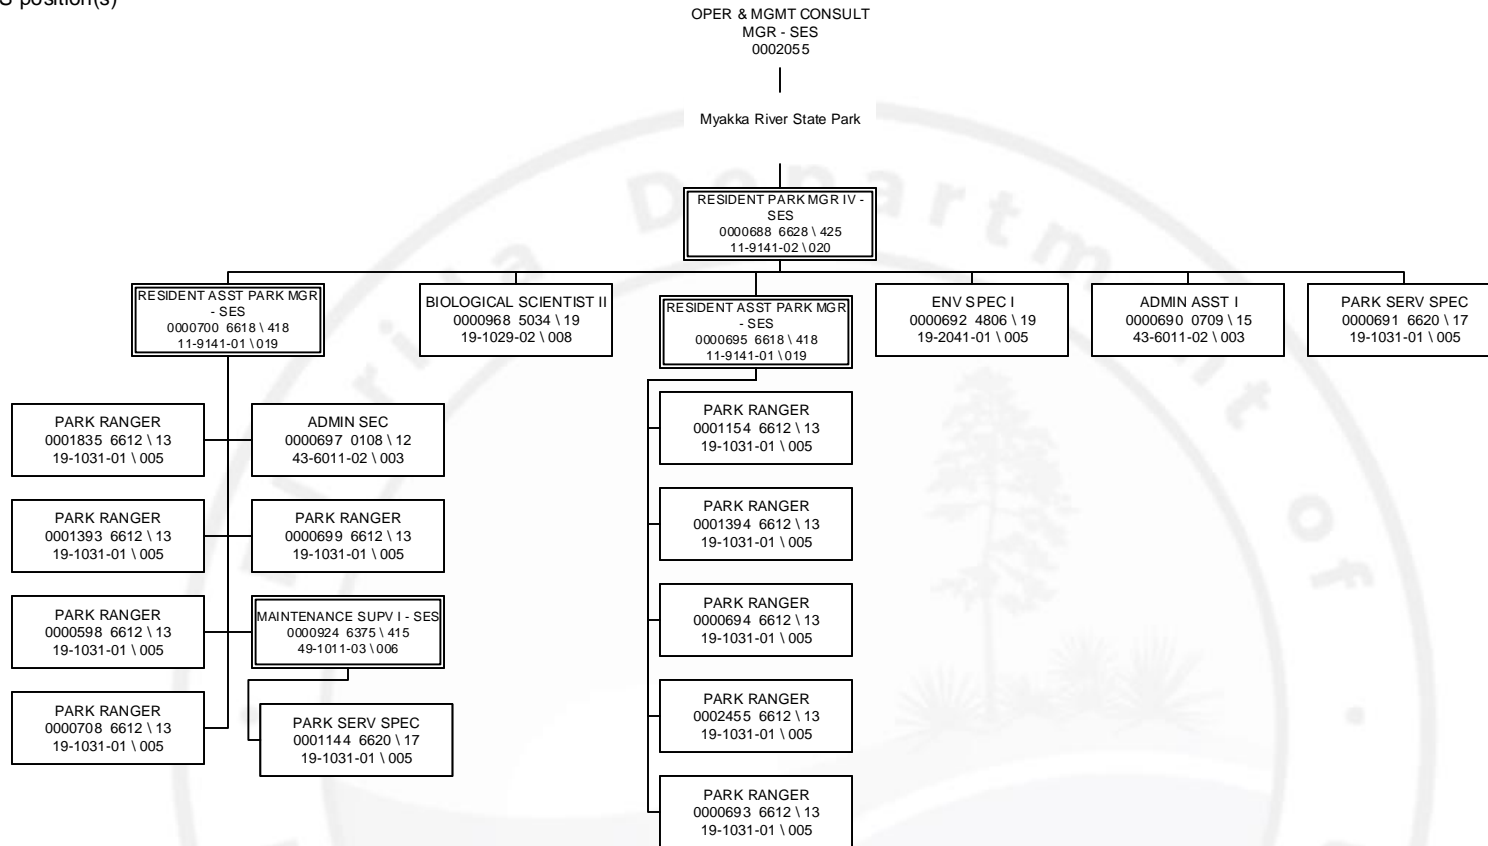 S position(s)
OPER & MGMT CONSULT
MGR - SES
0002055
Myakka River State Park
RESIDENT PARK MGR IV -
SES
0000688 6628 \ 425
11-9141-02 \ 020
RESIDENT ASST PARK MGR
- SES
0000700 6618 \ 418
11-9141-01 \ 019
BIOLOGICAL SCIENTIST II
0000968 5034 \ 19
19-1029-02 \ 008
RESIDENT ASST PARK MGR
- SES
0000695 6618 \ 418
11-9141-01 \ 019
ENV SPEC I
0000692 4806 \ 19
19-2041-01 \ 005
ADMIN ASST I
0000690 0709 \ 15
43-6011-02 \ 003
PARK SERV SPEC
0000691 6620 \ 17
19-1031-01 \ 005
PARK RANGER
0001835 6612 \ 13
19-1031-01 \ 005
ADMIN SEC
0000697 0108 \ 12
43-6011-02 \ 003
PARK RANGER
0001393 6612 \ 13
19-1031-01 \ 005
PARK RANGER
0000699 6612 \ 13
19-1031-01 \ 005
PARK RANGER
0000598 6612 \ 13
19-1031-01 \ 005
MAINTENANCE SUPV I - SES
0000924 6375 \ 415
49-1011-03 \ 006
PARK RANGER
0000708 6612 \ 13
19-1031-01 \ 005
PARK SERV SPEC
0001144 6620 \ 17
19-1031-01 \ 005
PARK RANGER
0001154 6612 \ 13
19-1031-01 \ 005
PARK RANGER
0001394 6612 \ 13
19-1031-01 \ 005
PARK RANGER
0000694 6612 \ 13
19-1031-01 \ 005
PARK RANGER
0002455 6612 \ 13
19-1031-01 \ 005
PARK RANGER
0000693 6612 \ 13
19-1031-01 \ 005
Department of